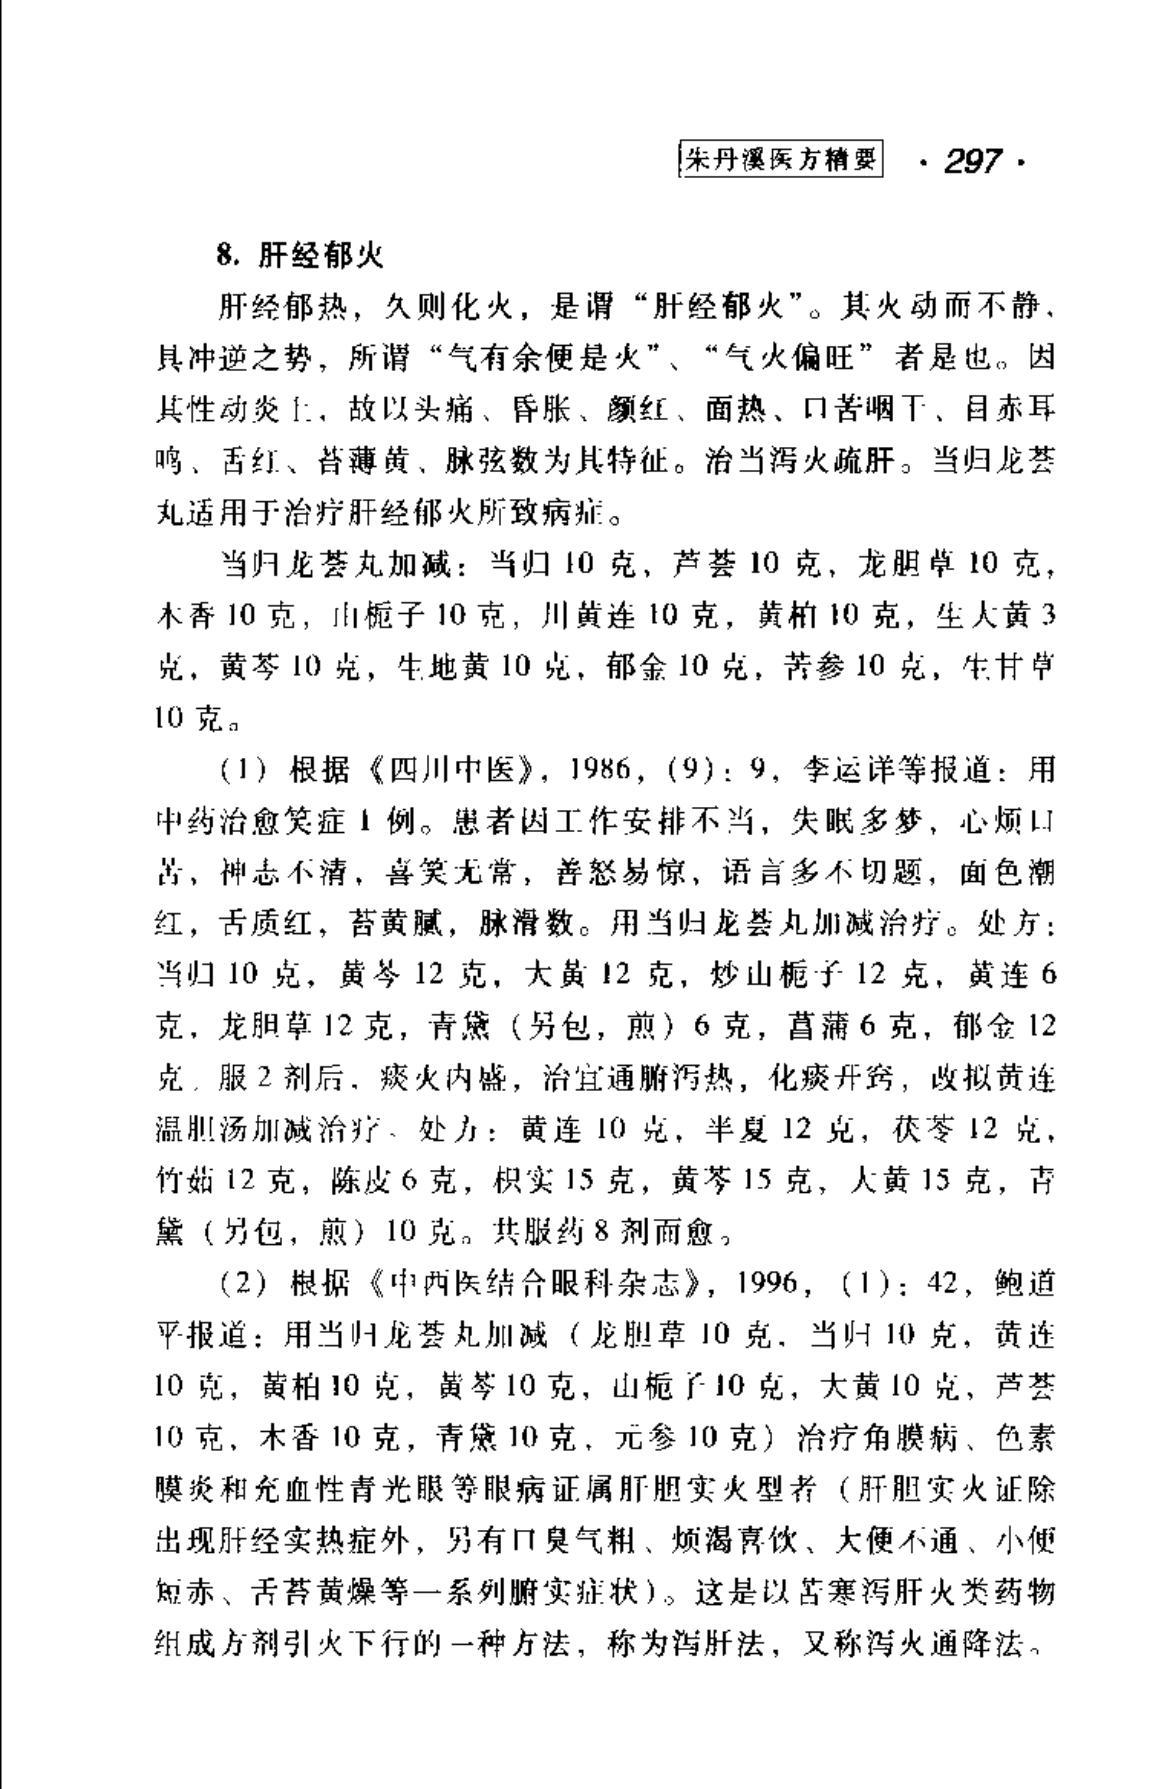 朱丹溪医方精要 · 297 ·
8. 肝经郁火
肝经郁热，久则化火，是谓“肝经郁火”。其火动而不静、
具冲逆之势，所谓“气有余便是火”、“气火偏旺”者是也。因
其性动炎上，故以头痛、昏胀、颜红、面热、口苦咽干、目赤耳
鸣、舌红、苔薄黄、脉弦数为其特征。治当泻火疏肝。当归龙荟
丸适用于治疗肝经郁火所致病症。
当归龙荟丸加减：当归 10 克，芦荟 10 克，龙胆草 10 克，
木香 10 克，山栀子 10 克，川黄连 10 克，黄柏 10 克，生大黄 3
克，黄芩 10 克，生地黄 10 克，郁金 10 克，苦参 10 克，生甘草
10 克。
(1) 根据《四川中医》，1986，(9)：9，李运详等报道：用
中药治愈笑症 1 例。患者因工作安排不当，失眠多梦，心烦口
苦，神志不清，喜笑无常，善怒易惊，语言多不切题，面色潮
红，舌质红，苔黄腻，脉滑数。用当归龙荟丸加减治疗。处方：
当归 10 克，黄芩 12 克，大黄 12 克，炒山栀子 12 克，黄连 6
克，龙胆草 12 克，青黛（另包，煎）6 克，菖蒲 6 克，郁金 12
克。服 2 剂后，痰火内盛，治宜通腑泻热，化痰开窍，改拟黄连
温胆汤加减治疗。处方：黄连 10 克，半夏 12 克，茯苓 12 克，
竹茹 12 克，陈皮 6 克，枳实 15 克，黄芩 15 克，大黄 15 克，青
黛（另包，煎）10 克。共服药 8 剂而愈。
(2) 根据《中西医结合眼科杂志》，1996，(1)：42，鲍道
平报道：用当归龙荟丸加减（龙胆草 10 克，当归 10 克，黄连
10 克，黄柏 10 克，黄芩 10 克，山栀子 10 克，大黄 10 克，芦荟
10 克，木香 10 克，青黛 10 克，元参 10 克）治疗角膜病、色素
膜炎和充血性青光眼等眼病证属肝胆实火型者（肝胆实火证除
出现肝经实热症外，另有口臭气粗、烦渴喜饮、大便不通、小便
短赤、舌苔黄燥等一系列腑实症状）。这是以苦寒泻肝火类药物
组成方剂引火下行的一种方法，称为泻肝法，又称泻火通降法。